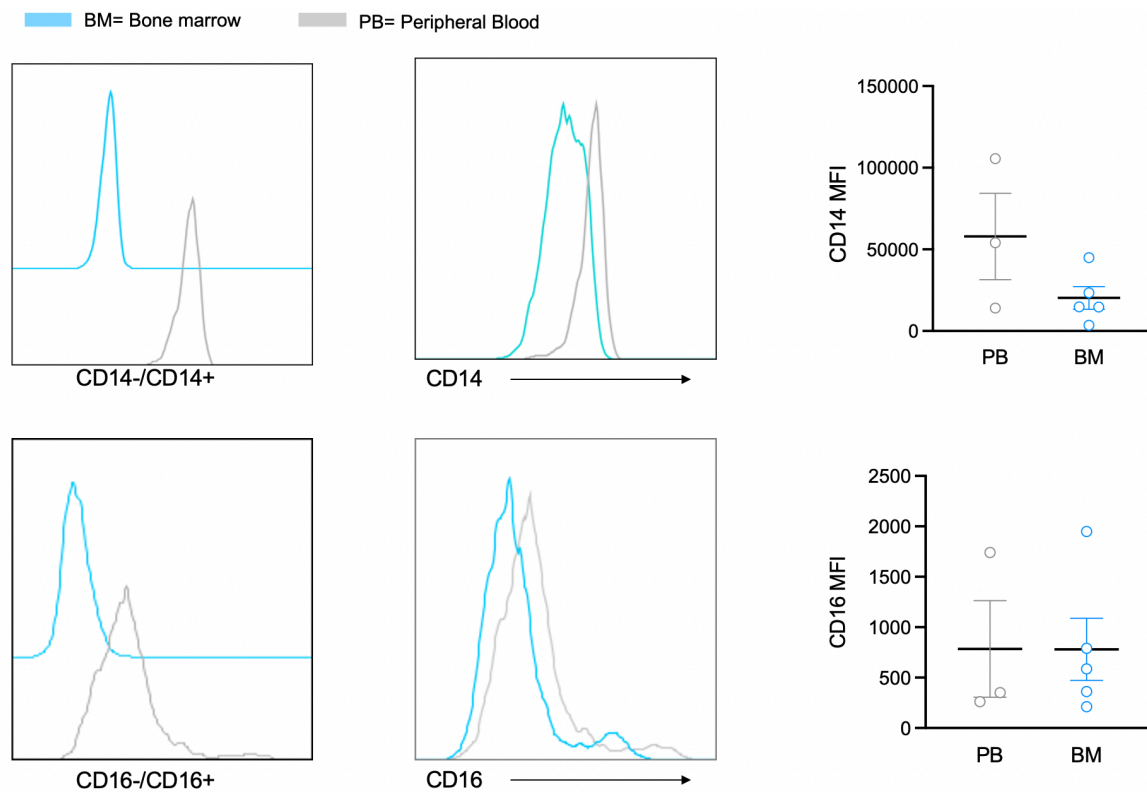 BM= Bone marrow
PB= Peripheral Blood
CD14-/CD14+
CD14
150000
100000
50000
0
CD14 MFI
PB
BM
CD16-/CD16+
CD16
2500
2000
1500
1000
500
0
CD16 MFI
PB
BM